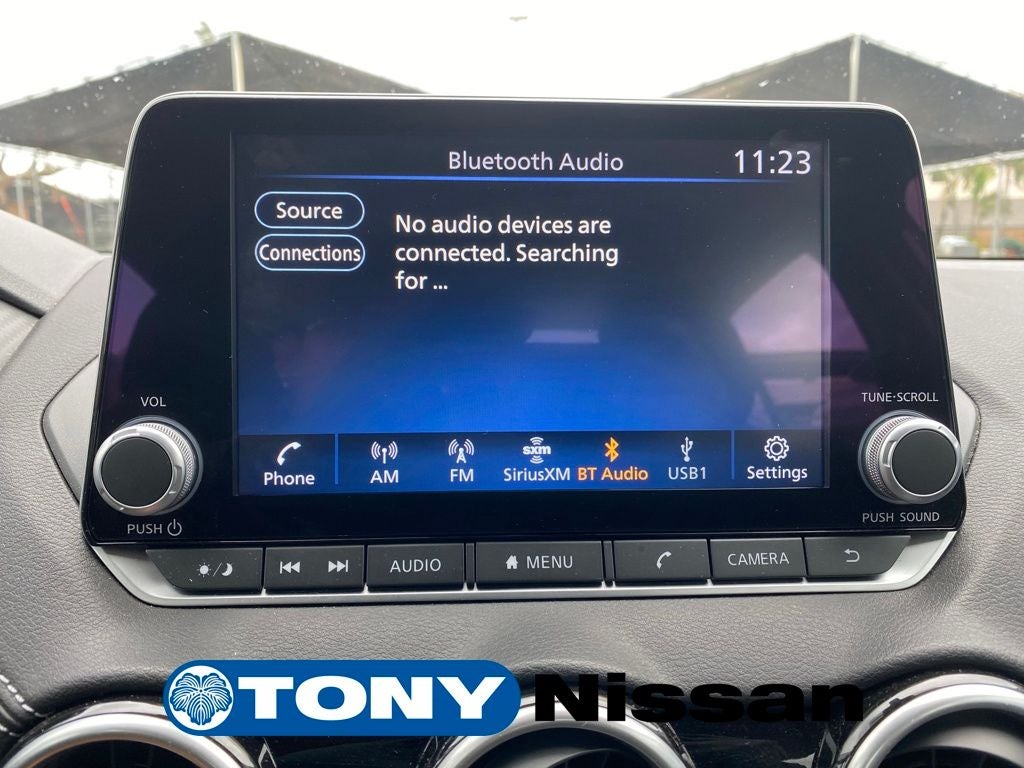 Bluetooth Audio 11:23
Source
Connections
No audio devices are
connected. Searching
for ...
VOL
TUNE·SCROLL
Phone AM FM SiriusXM BT Audio USB1 Settings
sxm
PUSH
PUSH SOUND
AUDIO MENU CAMERA
TONY Nissan